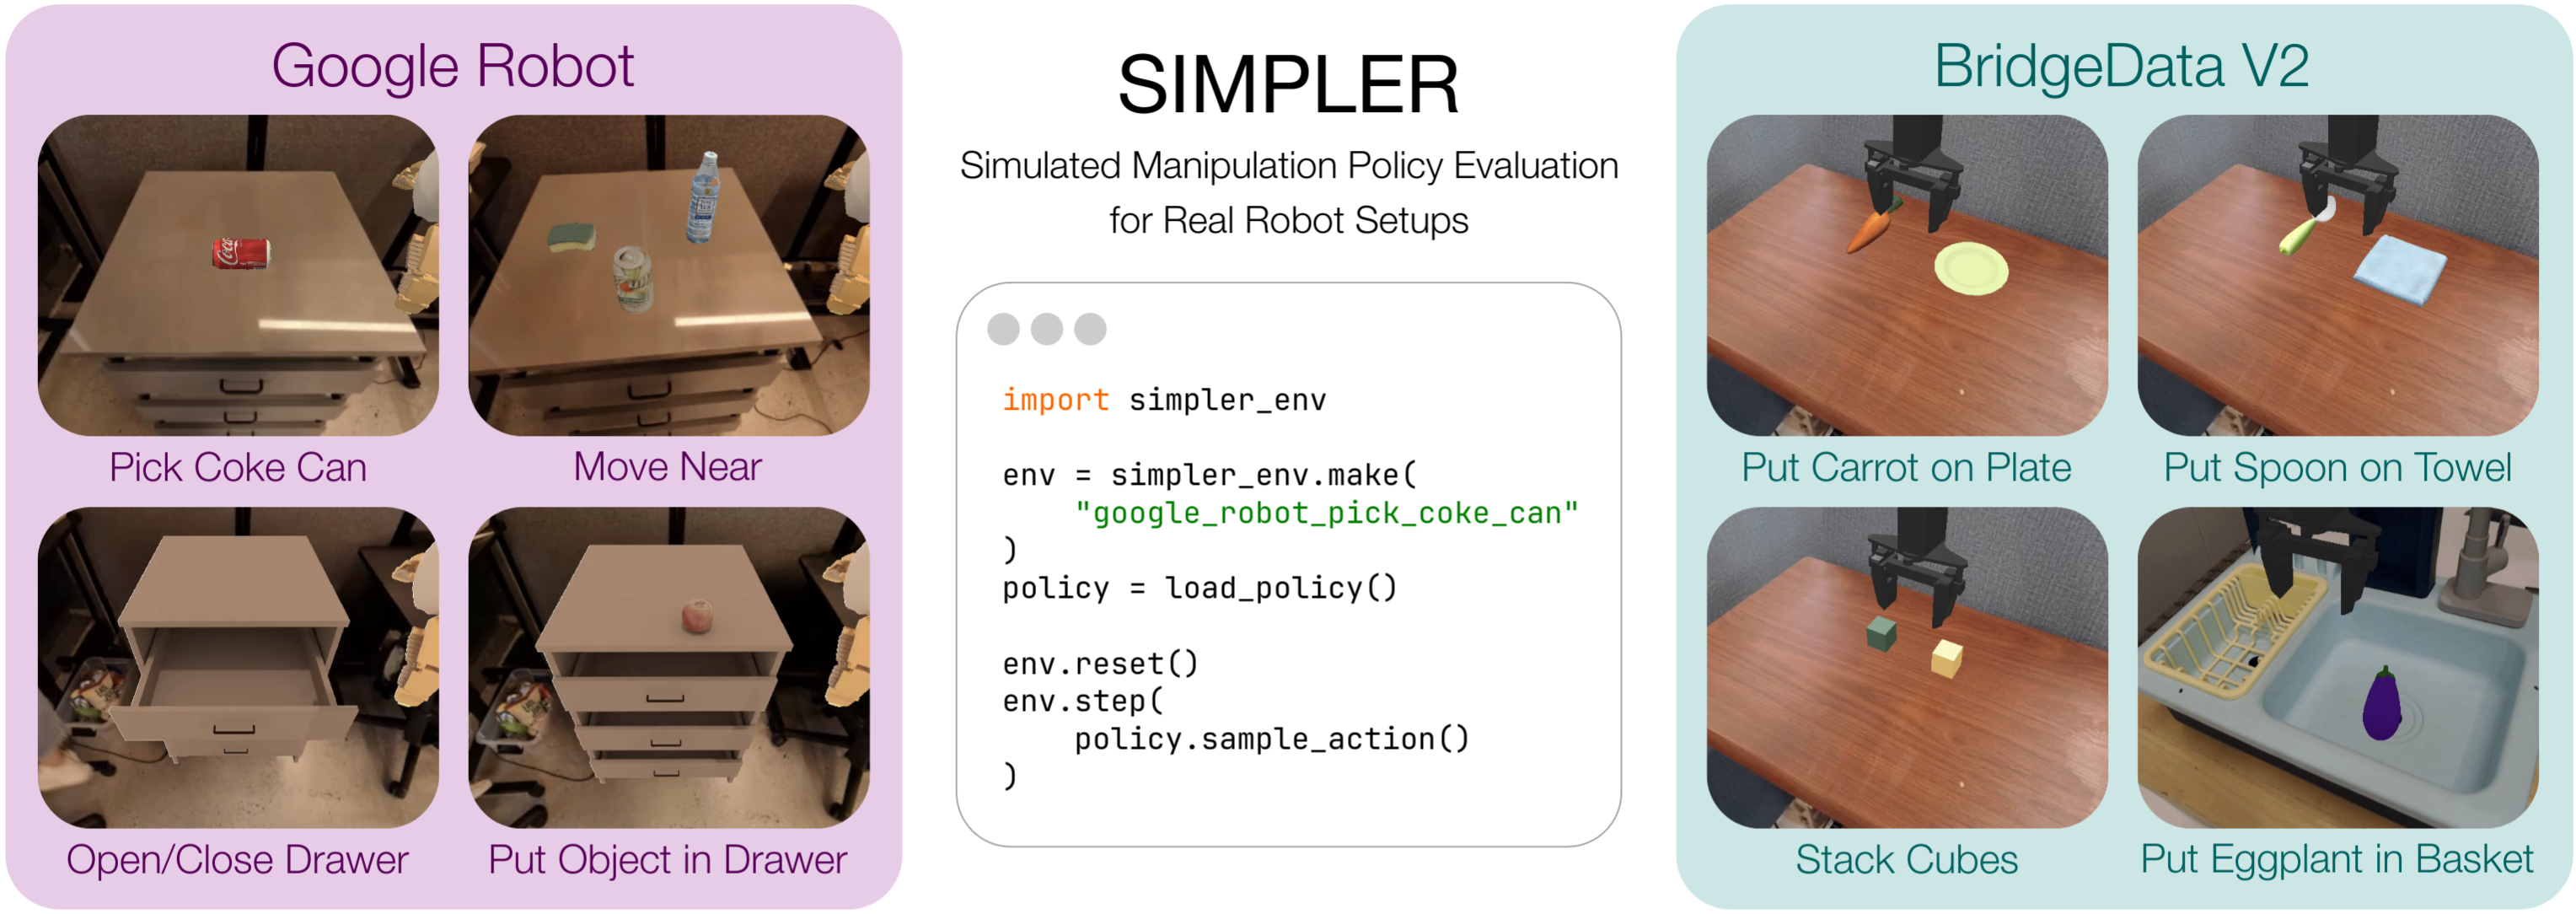 Google Robot
Pick Coke Can
Move Near
Open/Close Drawer
Put Object in Drawer
SIMPLER
Simulated Manipulation Policy Evaluation
for Real Robot Setups
import simpler_env
env = simpler_env.make(
"google_robot_pick_coke_can"
)
policy = load_policy()
env.reset()
env.step(
policy.sample_action()
)
BridgeData V2
Put Carrot on Plate
Put Spoon on Towel
Stack Cubes
Put Eggplant in Basket